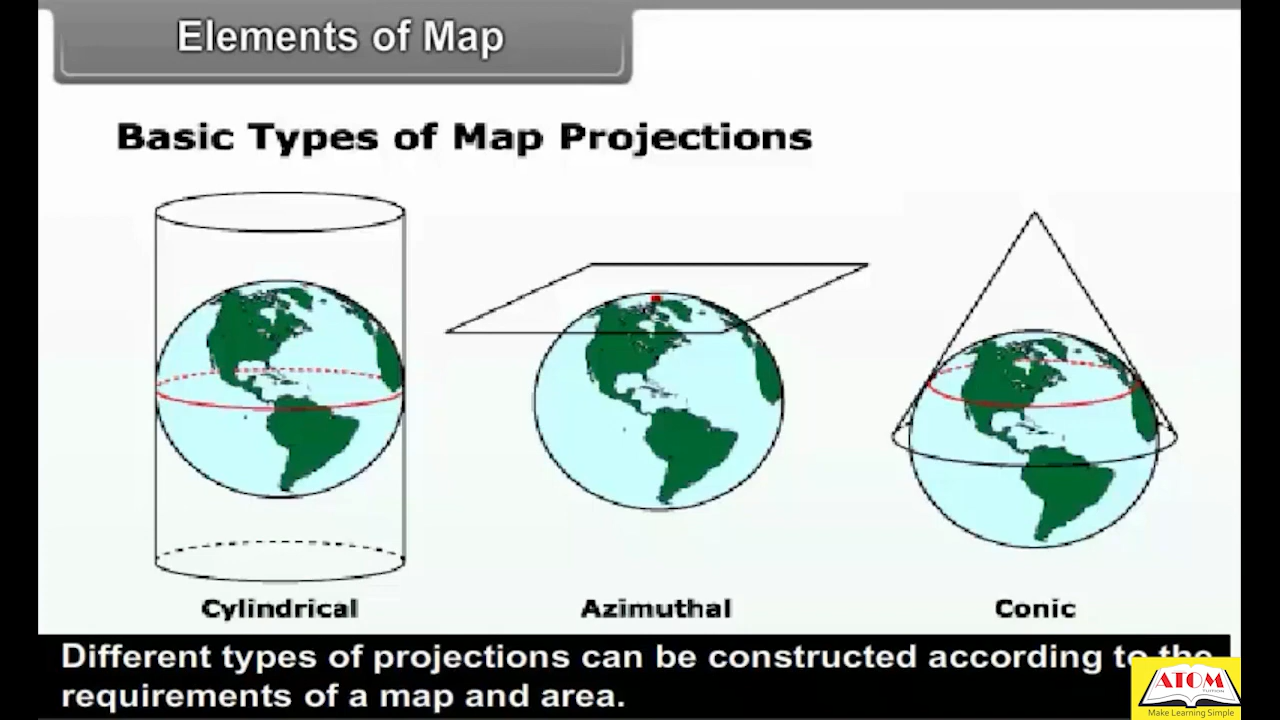 Elements of Map
Basic Types of Map Projections
Cylindrical
Azimuthal
Conic
Different types of projections can be constructed according to the
requirements of a map and area.
ATOM
TUITION
Make Learning Simple